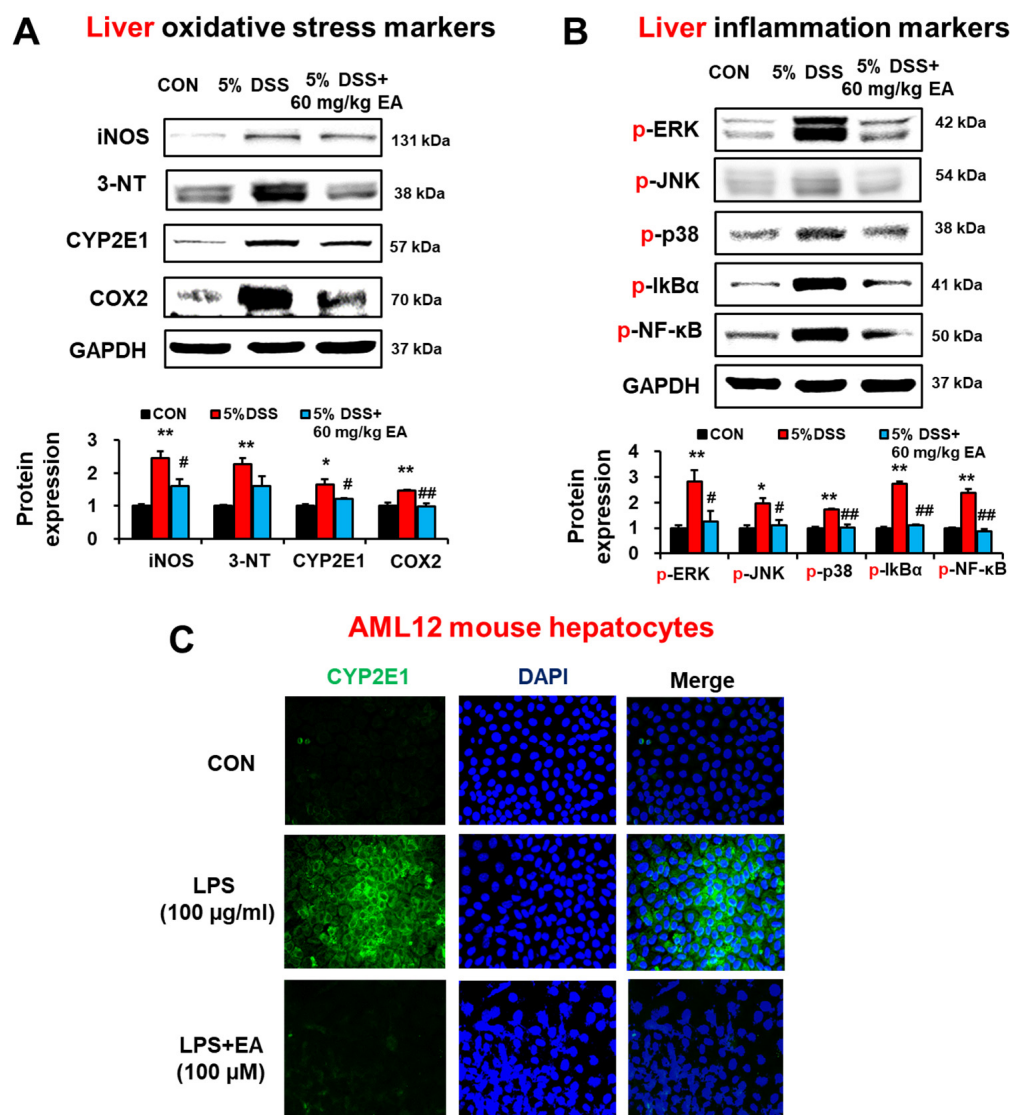 A
Liver oxidative stress markers
CON
5% DSS
5% DSS+
60 mg/kg EA
iNOS
131 kDa
3-NT
38 kDa
CYP2E1
57 kDa
COX2
70 kDa
GAPDH
37 kDa
CON
5%DSS
5% DSS+
60 mg/kg EA
Protein
expression
3
2
1
0
**
#
**
*
#
**
##
iNOS
3-NT
CYP2E1
COX2
B
Liver inflammation markers
CON
5% DSS
5% DSS+
60 mg/kg EA
p-ERK
42 kDa
p-JNK
54 kDa
p-p38
38 kDa
p-IkBα
41 kDa
p-NF-κB
50 kDa
GAPDH
37 kDa
CON
5%DSS
5% DSS+
60 mg/kg EA
Protein
expression
4
3
2
1
0
**
#
*
#
**
##
**
##
**
##
p-ERK
p-JNK
p-p38
p-IkBα
p-NF-κB
C
AML12 mouse hepatocytes
CYP2E1
DAPI
Merge
CON
LPS
(100 µg/ml)
LPS+EA
(100 µM)